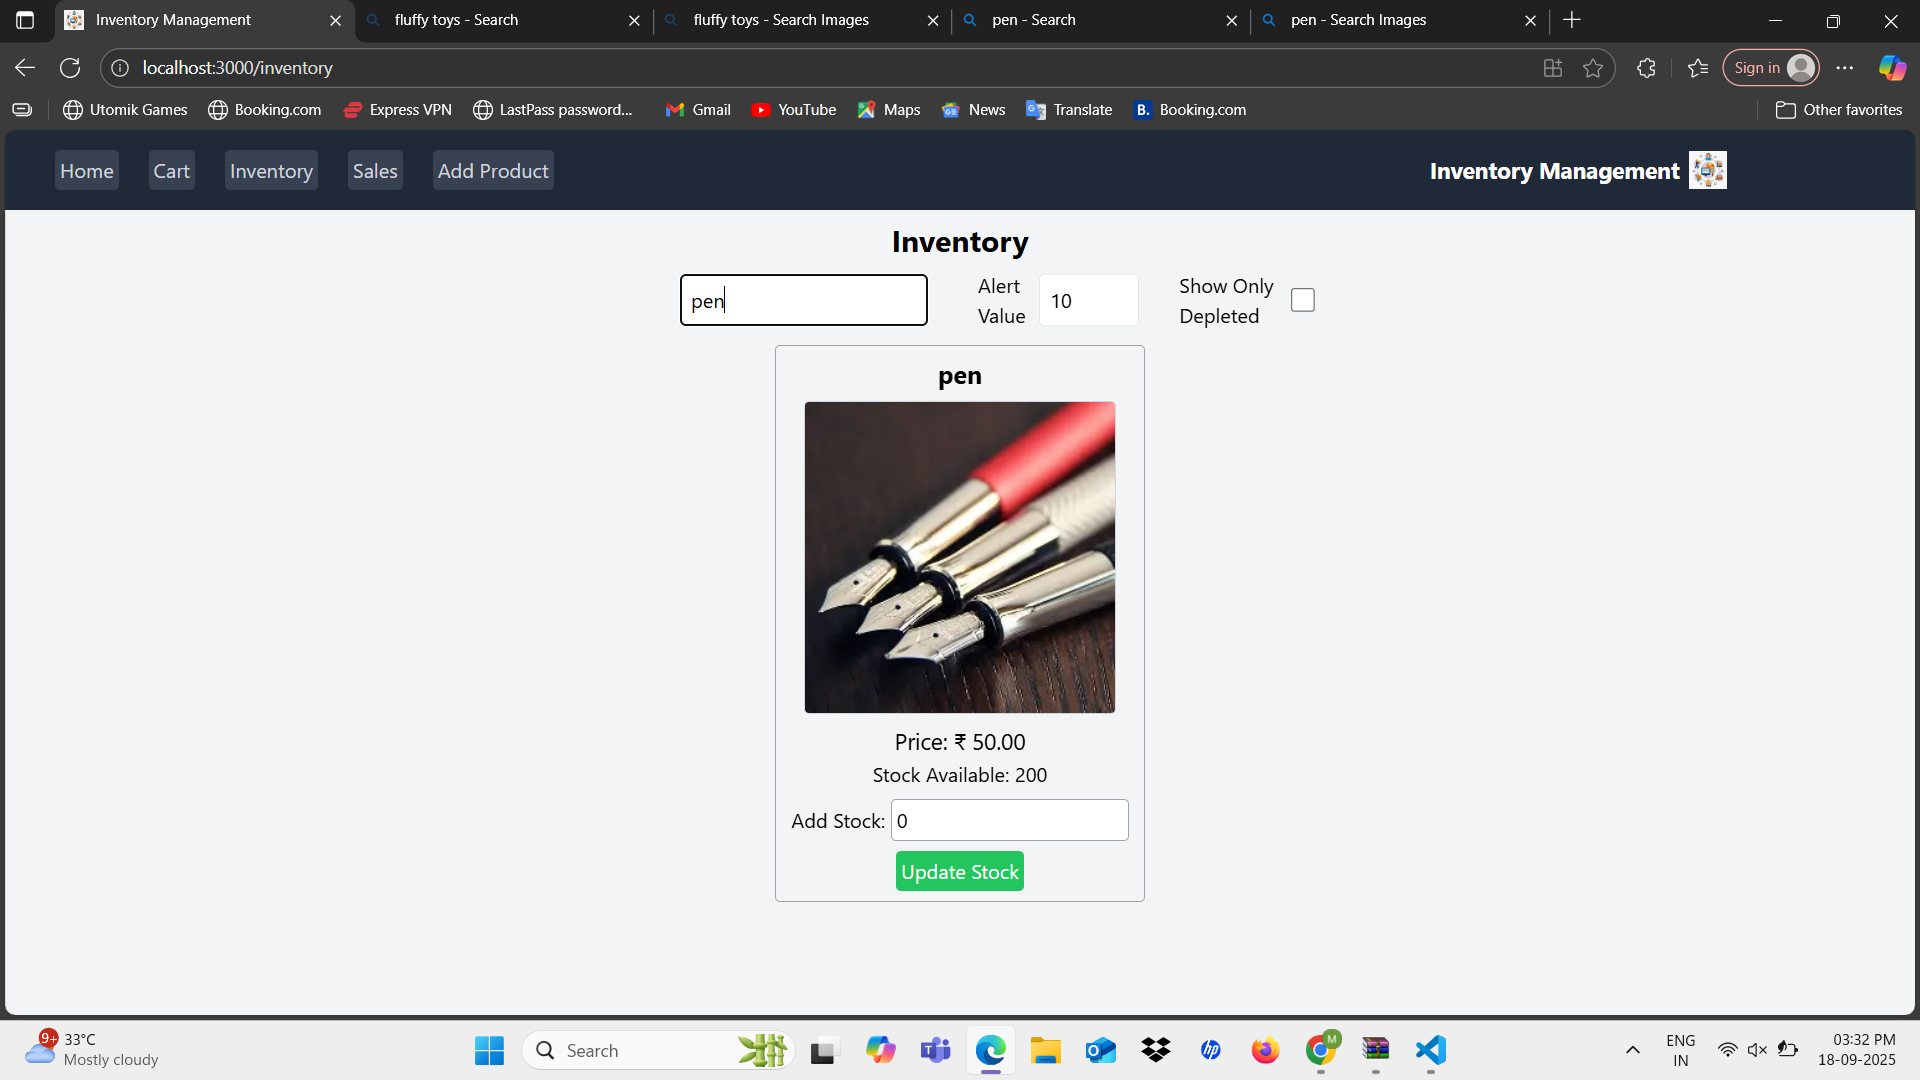 Inventory Management
fluffy toys - Search
fluffy toys - Search Images
pen - Search
pen - Search Images
localhost:3000/inventory
Sign in
Utomik Games
Booking.com
Express VPN
LastPass password...
Gmail
YouTube
Maps
News
Translate
B. Booking.com
Other favorites
Home
Cart
Inventory
Sales
Add Product
Inventory Management
Inventory
pen
Alert
Value
10
Show Only
Depleted
pen
Price: ₹ 50.00
Stock Available: 200
Add Stock: 0
Update Stock
9+
33°C
Mostly cloudy
Search
hp
M
ENG
IN
03:32 PM
18-09-2025